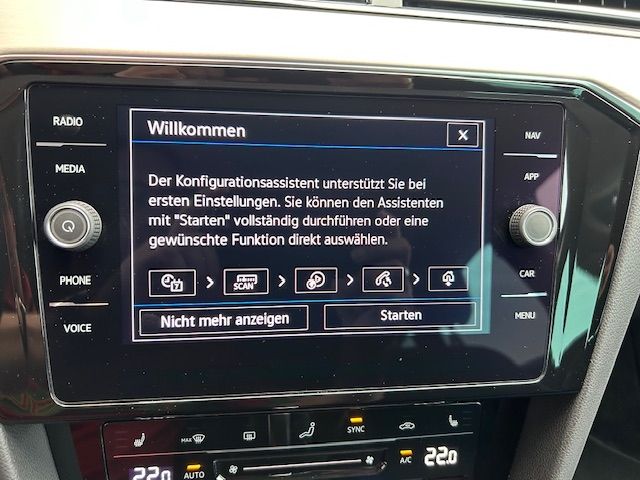 RADIO
MEDIA
PHONE
VOICE
Willkommen
X
Der Konfigurationsassistent unterstützt Sie bei
ersten Einstellungen. Sie können den Assistenten
mit "Starten" vollständig durchführen oder eine
gewünschte Funktion direkt auswählen.
7
SCAN
Nicht mehr anzeigen
Starten
NAV
APP
CAR
MENU
MAX
SYNC
22.0
AUTO
A/C
22.0